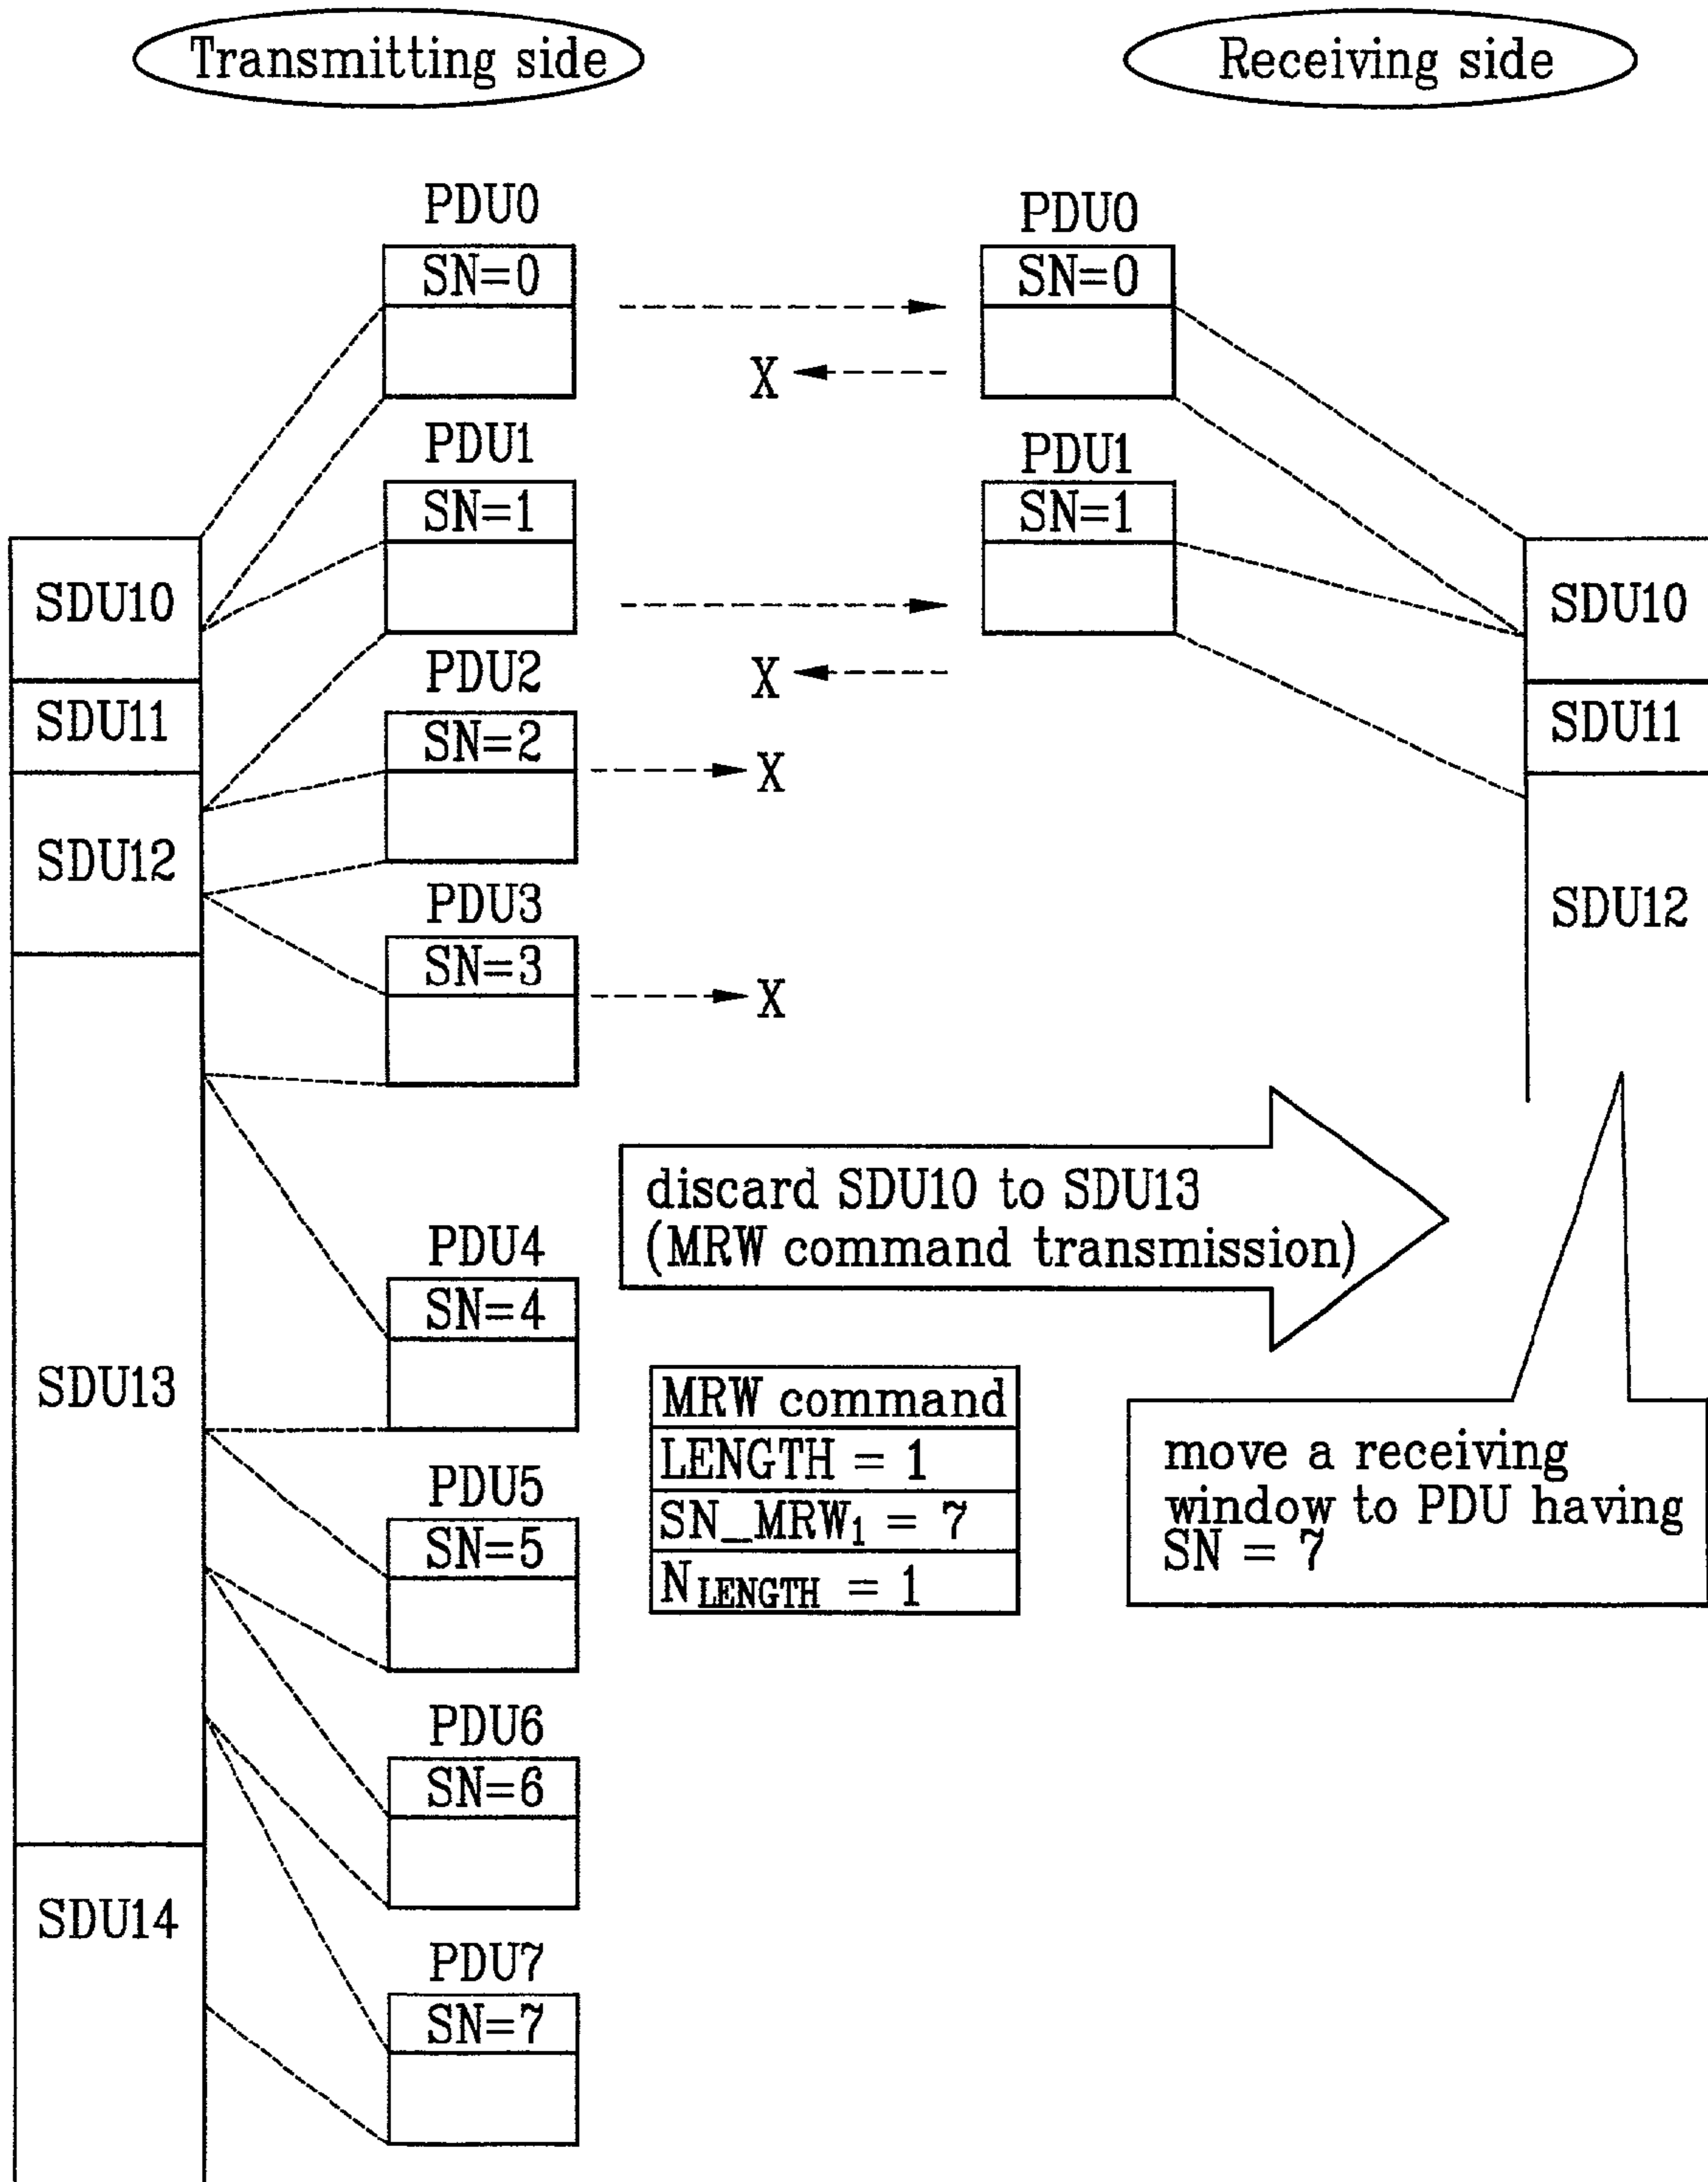 Transmitting side
Receiving side
PDU0
SN=0
PDU0
SN=0
X
PDU1
SN=1
PDU1
SN=1
X
SDU10
SDU11
SDU12
SDU13
SDU14
PDU2
SN=2
X
PDU3
SN=3
X
PDU4
SN=4
PDU5
SN=5
PDU6
SN=6
PDU7
SN=7
SDU10
SDU11
SDU12
discard SDU10 to SDU13
(MRW command transmission)
MRW command
LENGTH = 1
SN_MRW₁ = 7
N_LENGTH = 1
move a receiving
window to PDU having
SN = 7